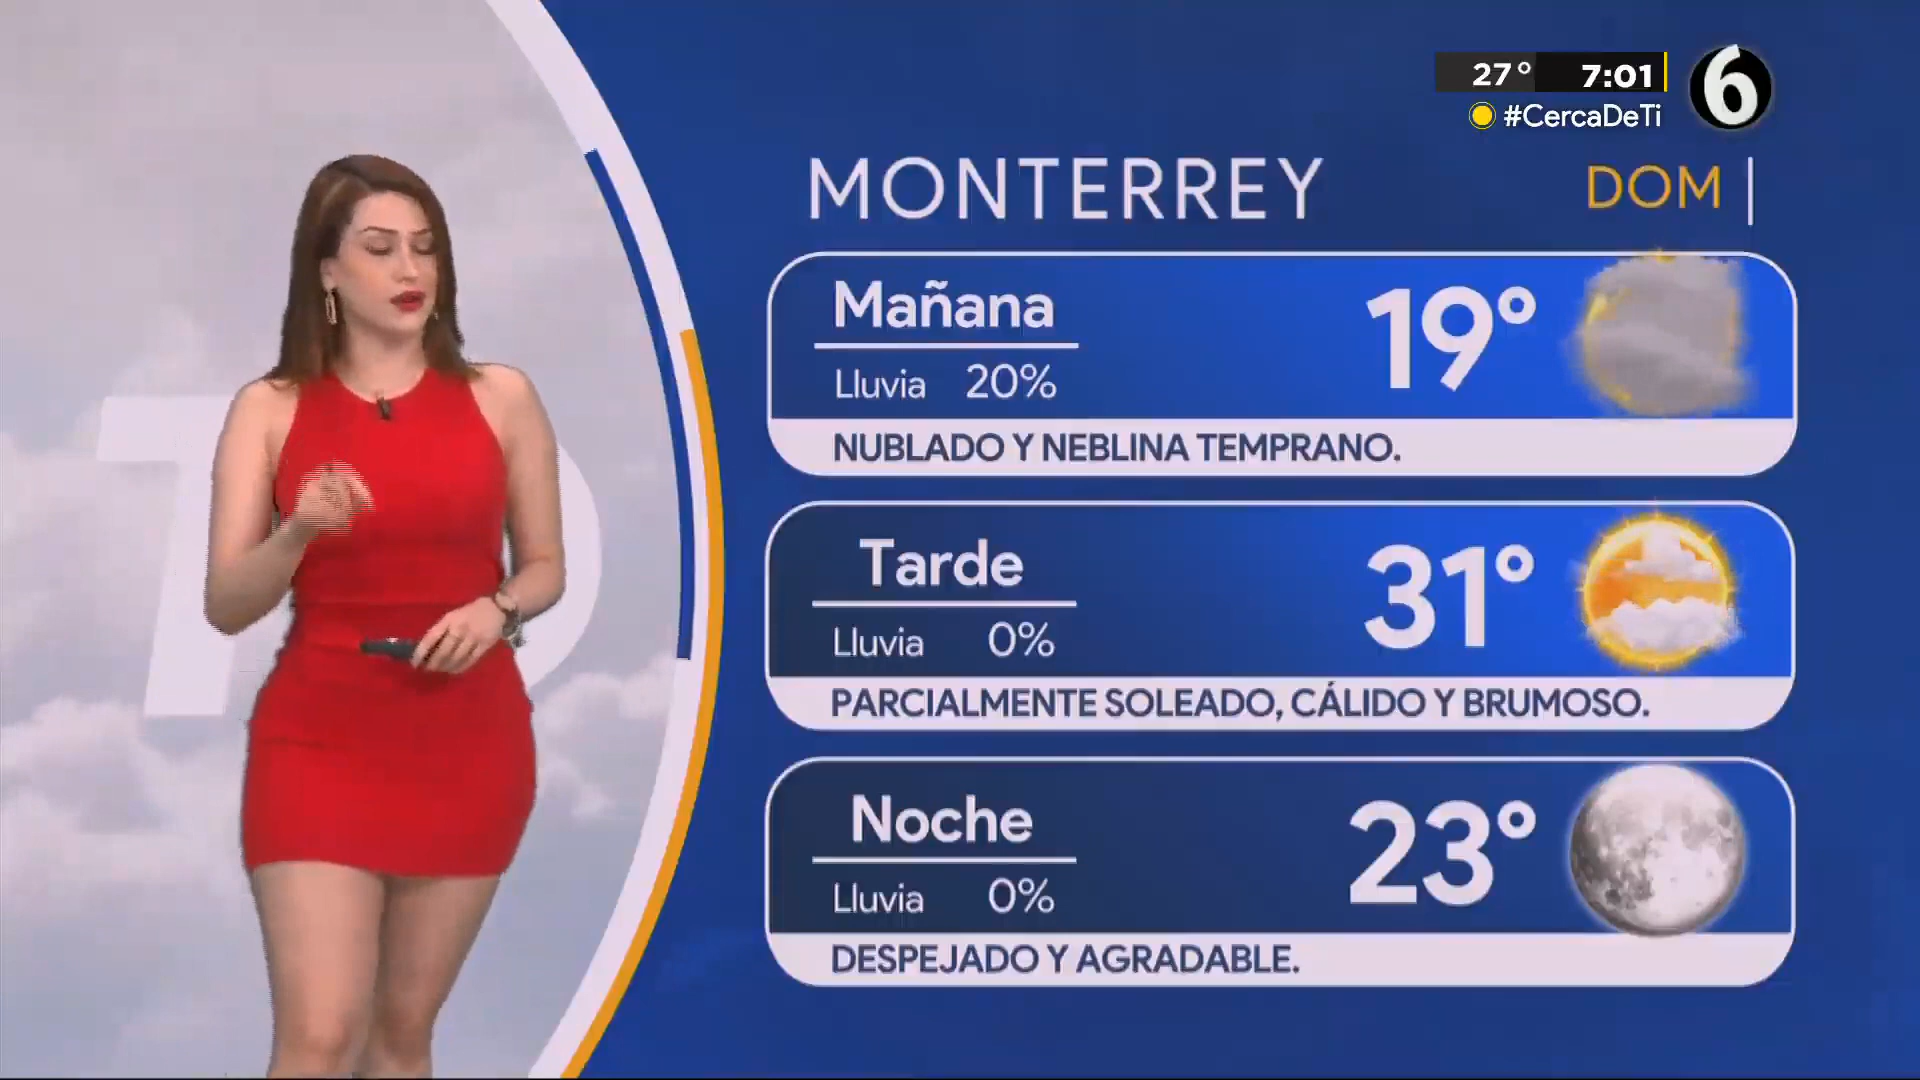 27° 7:01 6
#CercaDeTi
MONTERREY DOM
Mañana 19°
Lluvia 20%
NUBLADO Y NEBLINA TEMPRANO.
Tarde 31°
Lluvia 0%
PARCIALMENTE SOLEADO, CÁLIDO Y BRUMOSO.
Noche 23°
Lluvia 0%
DESPEJADO Y AGRADABLE.